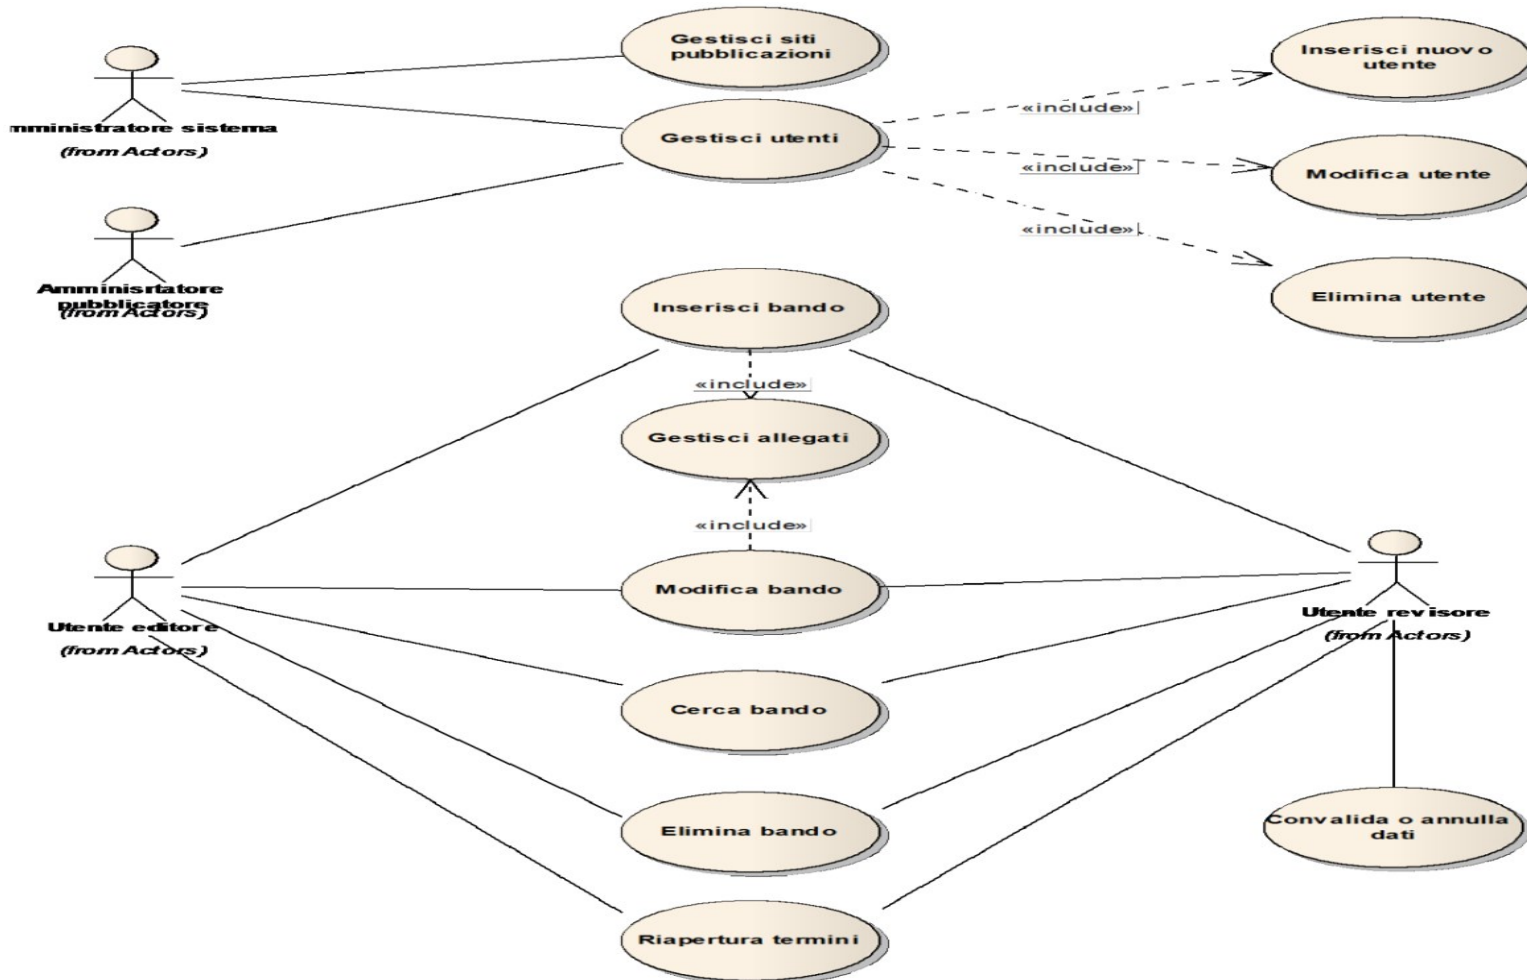 Gestisci siti
pubblicazioni
Inserisci nuovo
utente
mministratore sistema
(from Actors)
«include»
Gestisci utenti
«include»
Modifica utente
«include»
Amminisrtatore
pubblicatore
(from Actors)
Elimina utente
Inserisci bando
«include»
Gestisci allegati
«include»
Modifica bando
Utente editore
(from Actors)
Utente revisore
(from Actors)
Cerca bando
Elimina bando
Convalida o annulla
dati
Riapertura termini